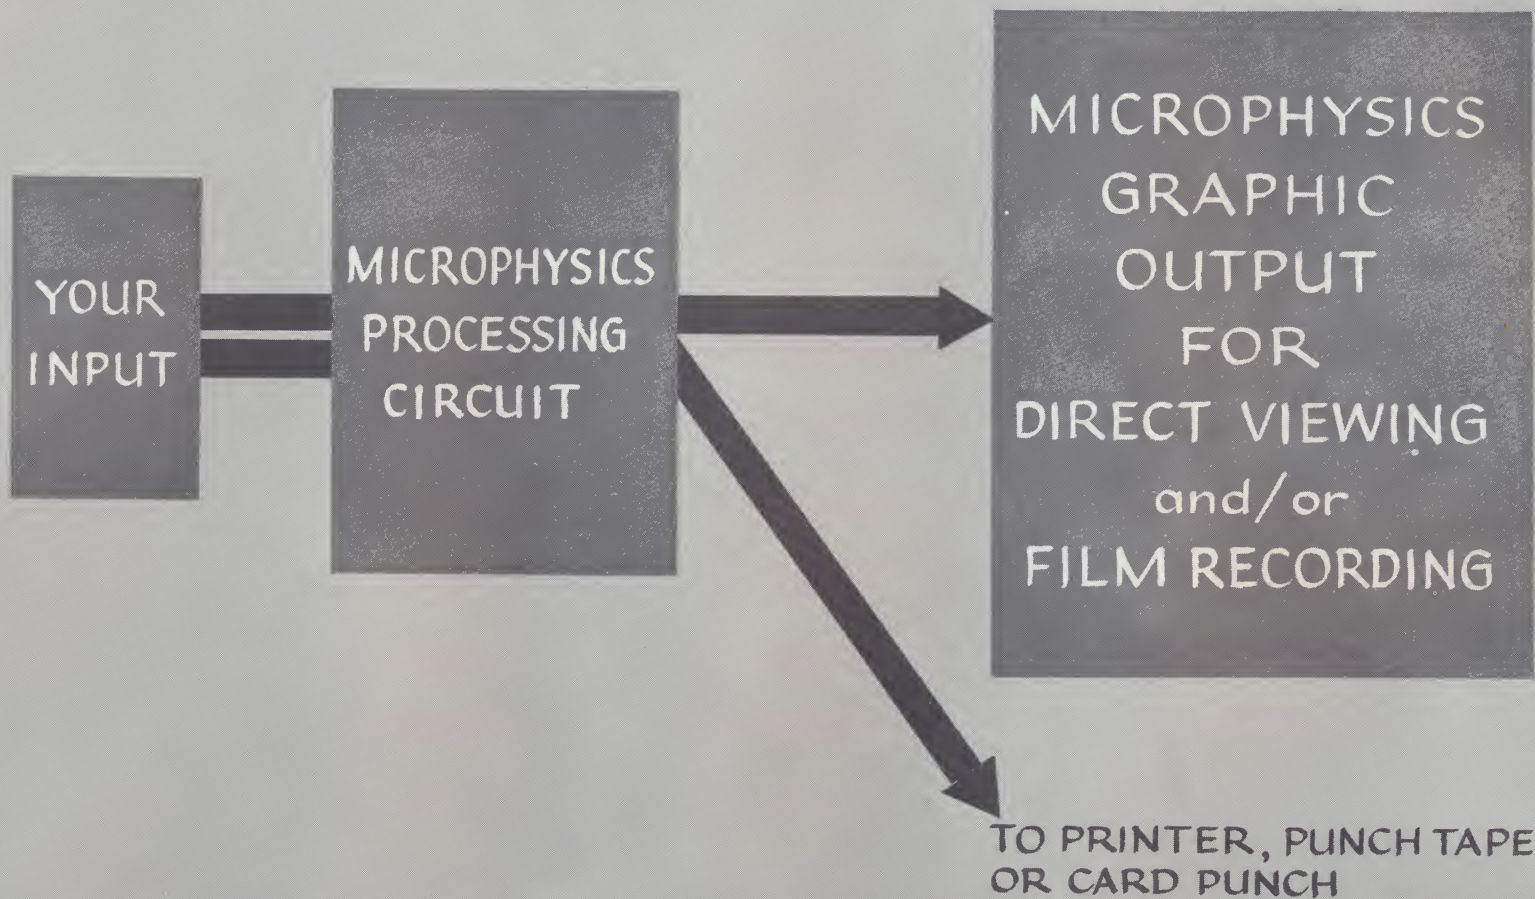 YOUR
INPUT
MICROPHYSICS
PROCESSING
CIRCUIT
MICROPHYSICS
GRAPHIC
OUTPUT
FOR
DIRECT VIEWING
and/or
FILM RECORDING
TO PRINTER, PUNCH TAPE
OR CARD PUNCH